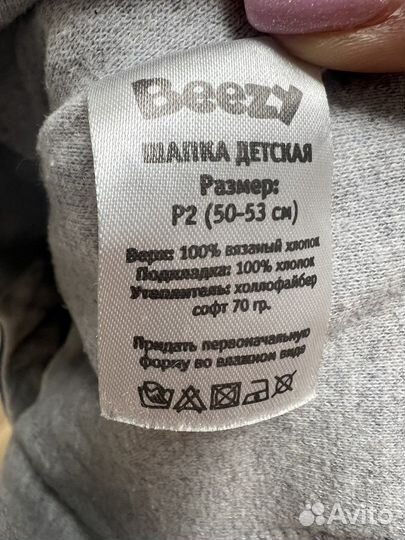 Beezy
ШАПКА ДЕТСКАЯ
Размер:
Р2 (50-53 см)
Верх: 100% вязаный хлопок
Подкладка: 100% хлопок
Утеплитель: холлофайбер
софт 70 гр.
Придать первоначальную
форму во влажном виде
Avito